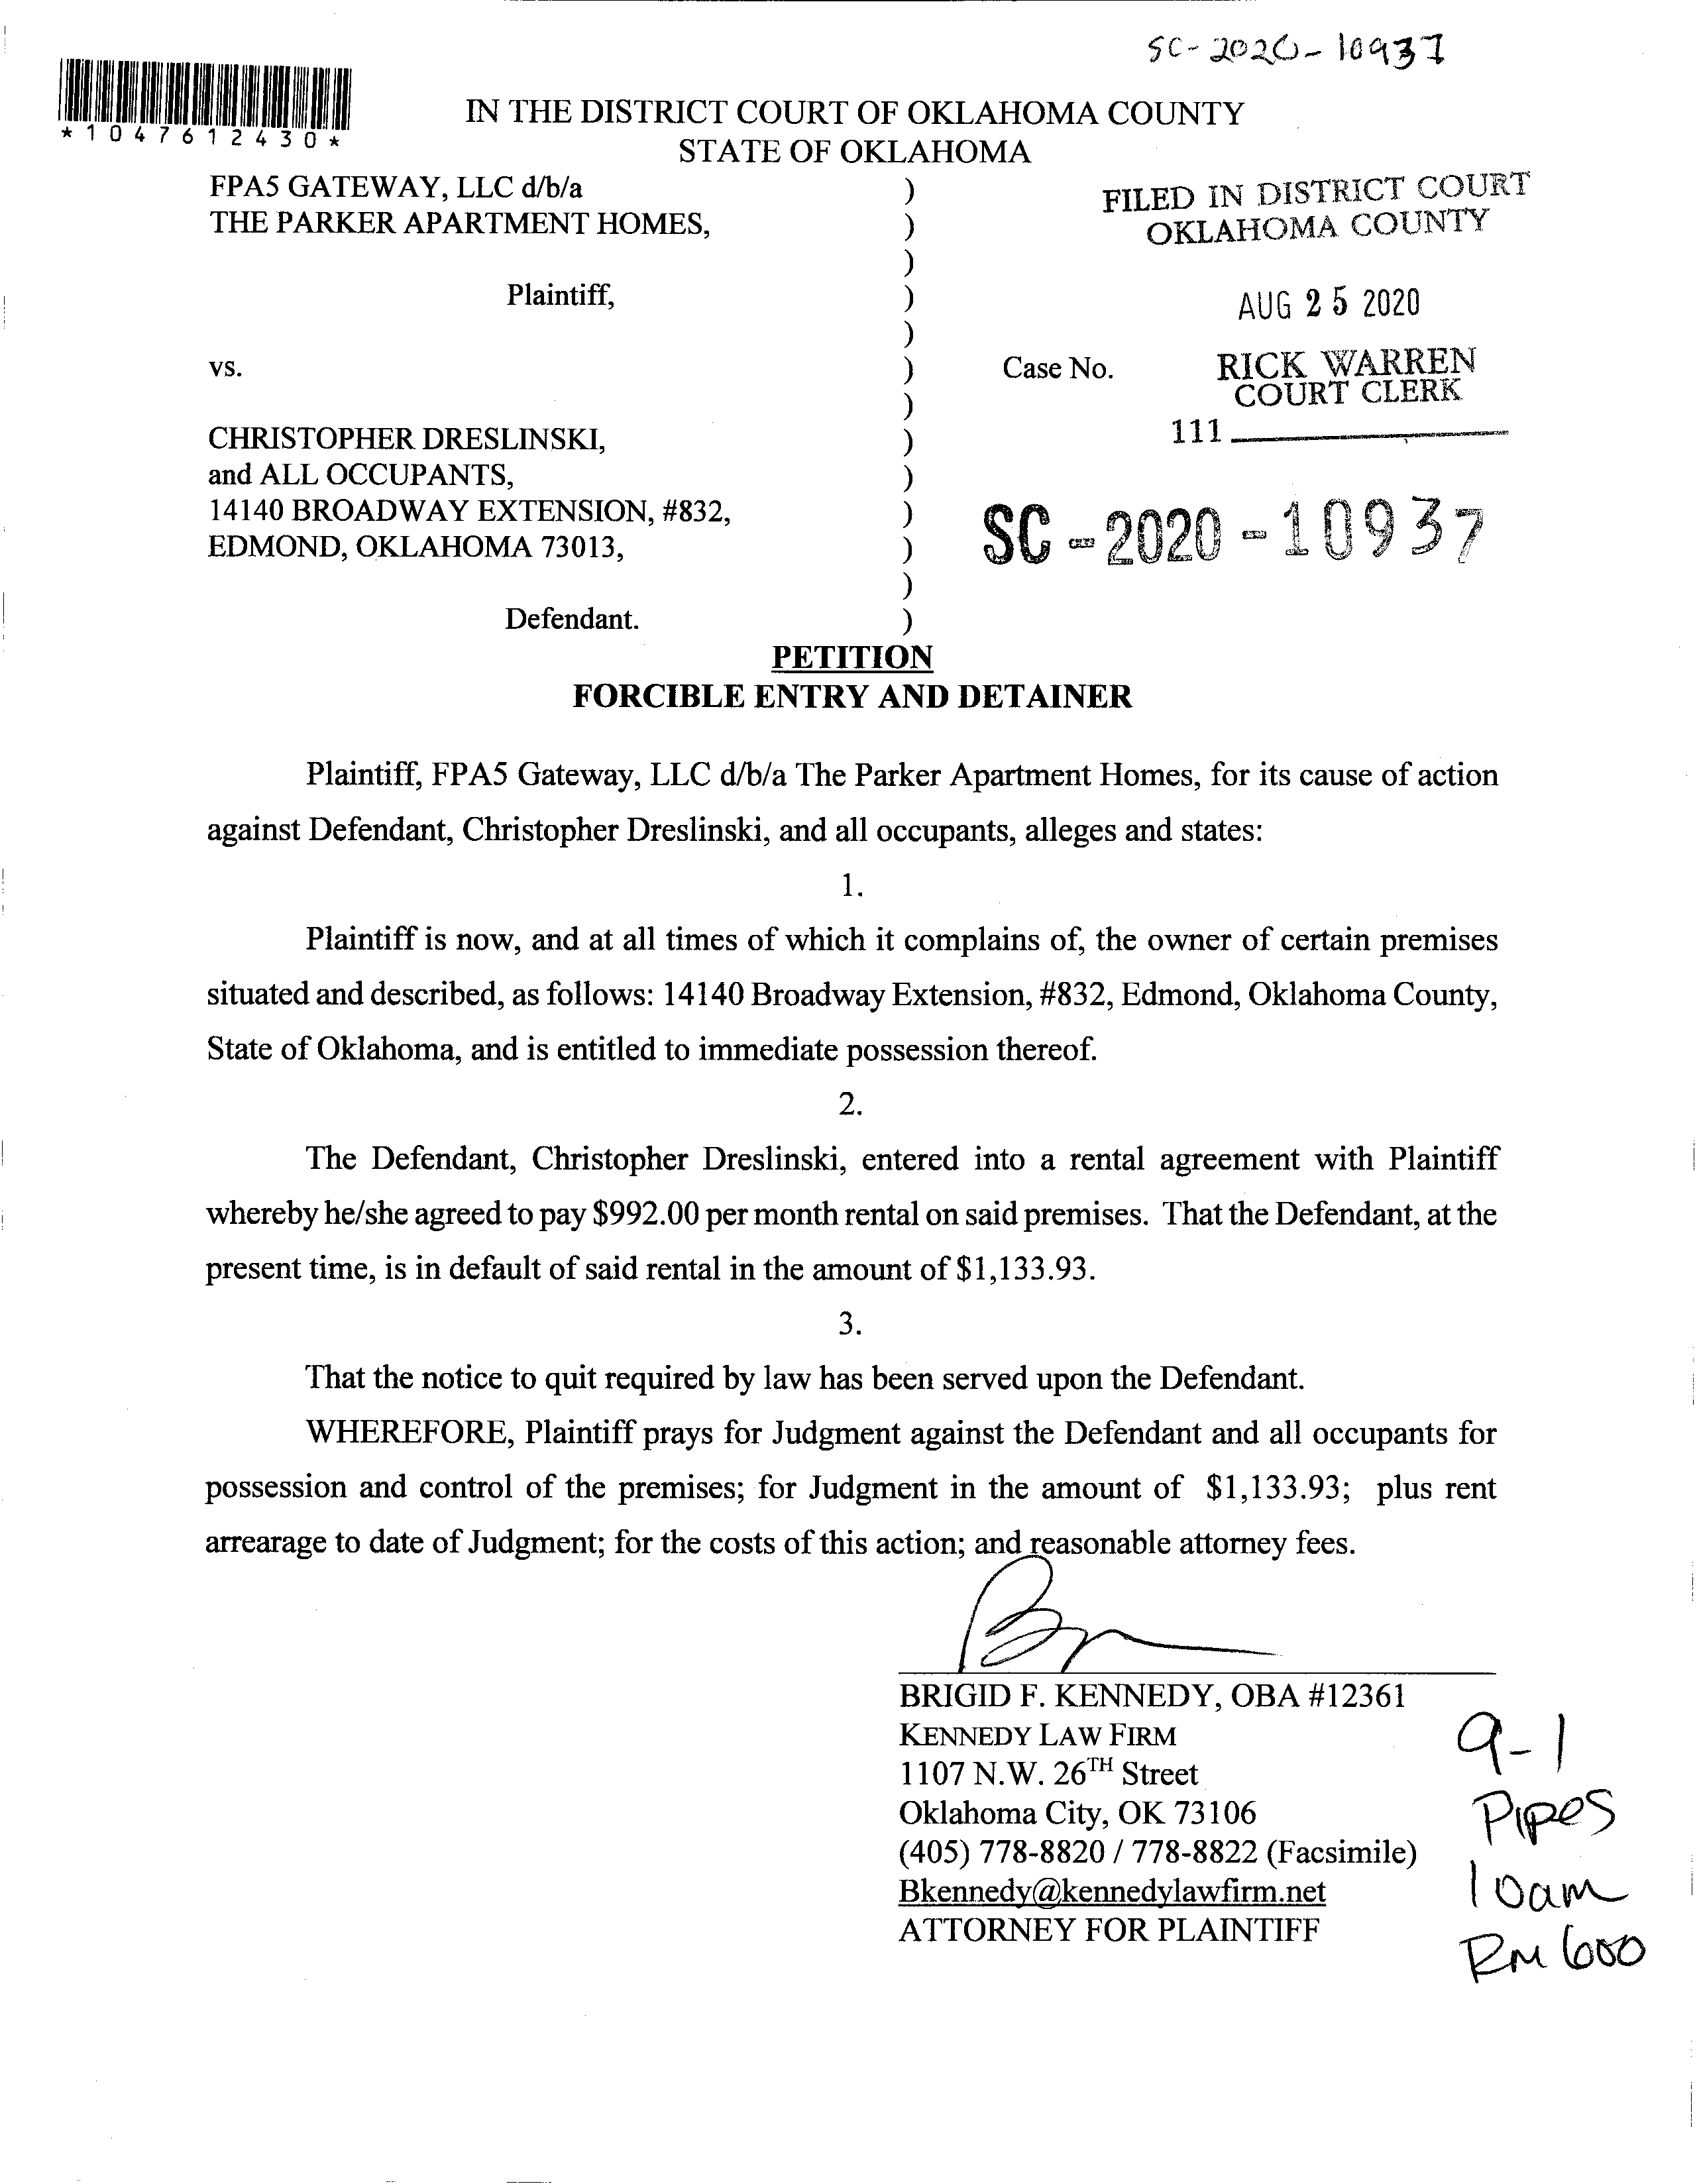 SC-2020-10937
*1047612430*
IN THE DISTRICT COURT OF OKLAHOMA COUNTY
STATE OF OKLAHOMA
FPA5 GATEWAY, LLC d/b/a )
THE PARKER APARTMENT HOMES, )
)
Plaintiff, )
)
vs. )
)
CHRISTOPHER DRESLINSKI, )
and ALL OCCUPANTS, )
14140 BROADWAY EXTENSION, #832, )
EDMOND, OKLAHOMA 73013, )
)
Defendant. )
FILED IN DISTRICT COURT
OKLAHOMA COUNTY
AUG 25 2020
Case No. RICK WARREN
COURT CLERK
111
SC-2020-10937
PETITION
FORCIBLE ENTRY AND DETAINER
Plaintiff, FPA5 Gateway, LLC d/b/a The Parker Apartment Homes, for its cause of action
against Defendant, Christopher Dreslinski, and all occupants, alleges and states:
1.
Plaintiff is now, and at all times of which it complains of, the owner of certain premises
situated and described, as follows: 14140 Broadway Extension, #832, Edmond, Oklahoma County,
State of Oklahoma, and is entitled to immediate possession thereof.
2.
The Defendant, Christopher Dreslinski, entered into a rental agreement with Plaintiff
whereby he/she agreed to pay $992.00 per month rental on said premises. That the Defendant, at the
present time, is in default of said rental in the amount of $1,133.93.
3.
That the notice to quit required by law has been served upon the Defendant.
WHEREFORE, Plaintiff prays for Judgment against the Defendant and all occupants for
possession and control of the premises; for Judgment in the amount of $1,133.93; plus rent
arrearage to date of Judgment; for the costs of this action; and reasonable attorney fees.
BRIGID F. KENNEDY, OBA #12361
KENNEDY LAW FIRM
1107 N.W. 26TH Street
Oklahoma City, OK 73106
(405) 778-8820 / 778-8822 (Facsimile)
Bkennedy@kennedylawfirm.net
ATTORNEY FOR PLAINTIFF
9-1
Pipes
10am
RM 600